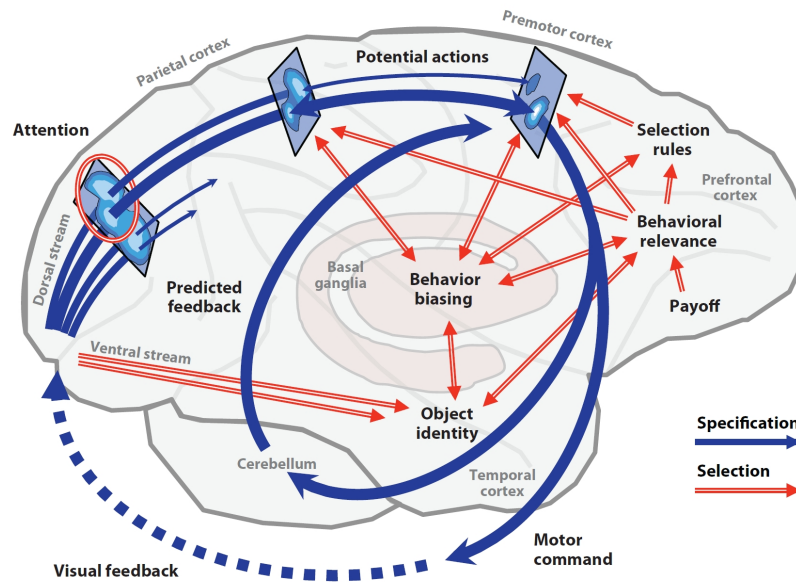 Parietal cortex
Potential actions
Premotor cortex
Attention
Selection
rules
Prefrontal
cortex
Dorsal stream
Behavioral
relevance
Predicted
feedback
Basal
ganglia
Behavior
biasing
Payoff
Ventral stream
Object
identity
Specification
Cerebellum
Selection
Temporal
cortex
Motor
command
Visual feedback